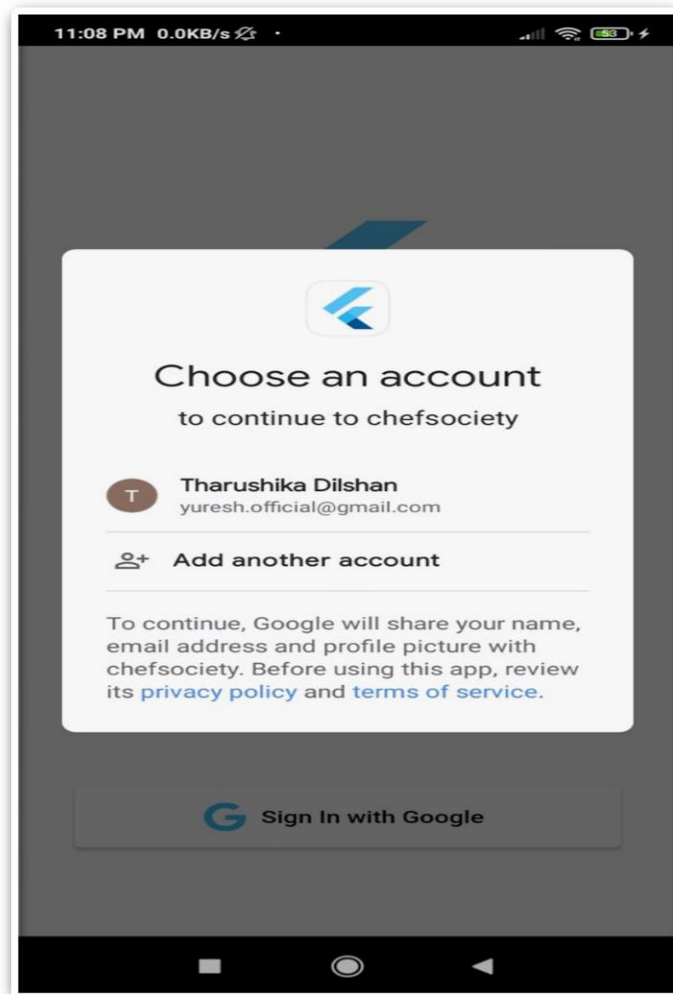 11:08 PM 0.0KB/s
53
Choose an account
to continue to chefsociety
T
Tharushika Dilshan
yuresh.official@gmail.com
Add another account
To continue, Google will share your name,
email address and profile picture with
chefsociety. Before using this app, review
its privacy policy and terms of service.
Sign In with Google